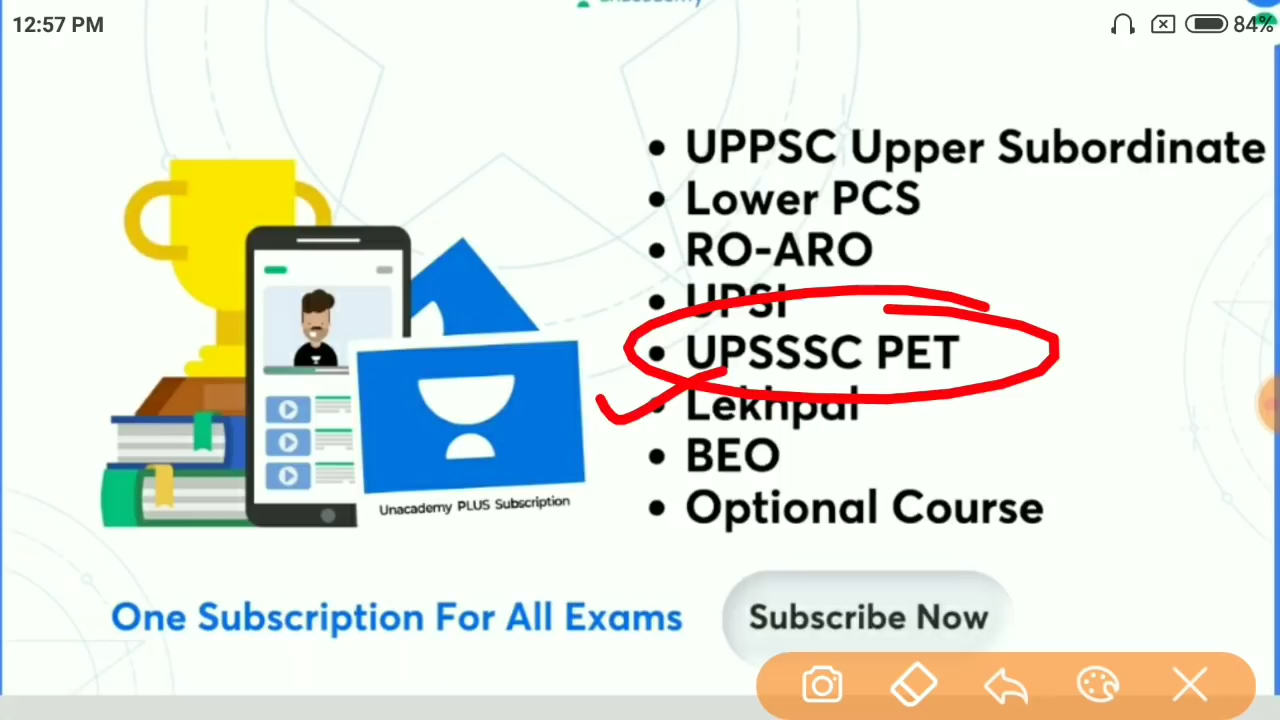 12:57 PM
84%
• UPPSC Upper Subordinate
• Lower PCS
• RO-ARO
• UPSI
• UPSSSC PET
• Lekhpal
• BEO
• Optional Course
Unacademy PLUS Subscription
One Subscription For All Exams
Subscribe Now